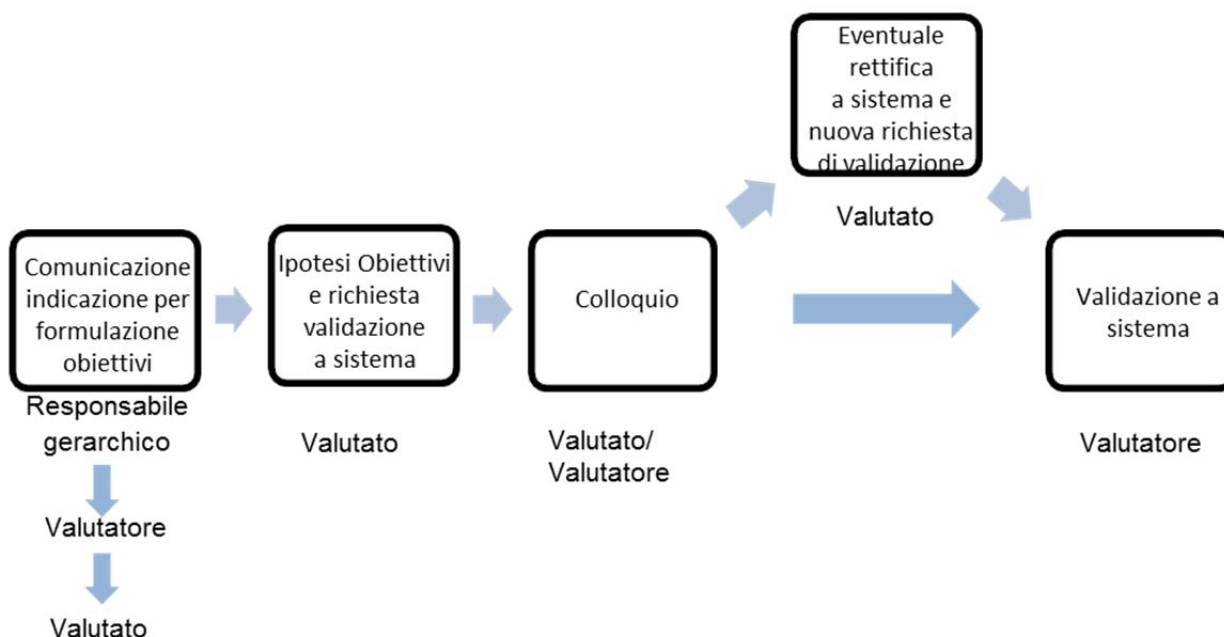 Eventuale
rettifica
a sistema e
nuova richiesta
di validazione
Valutato
Comunicazione
indicazione per
formulazione
obiettivi
Responsabile
gerarchico
Valutatore
Valutato
Ipotesi Obiettivi
e richiesta
validazione
a sistema
Valutato
Colloquio
Valutato/
Valutatore
Validazione a
sistema
Valutatore